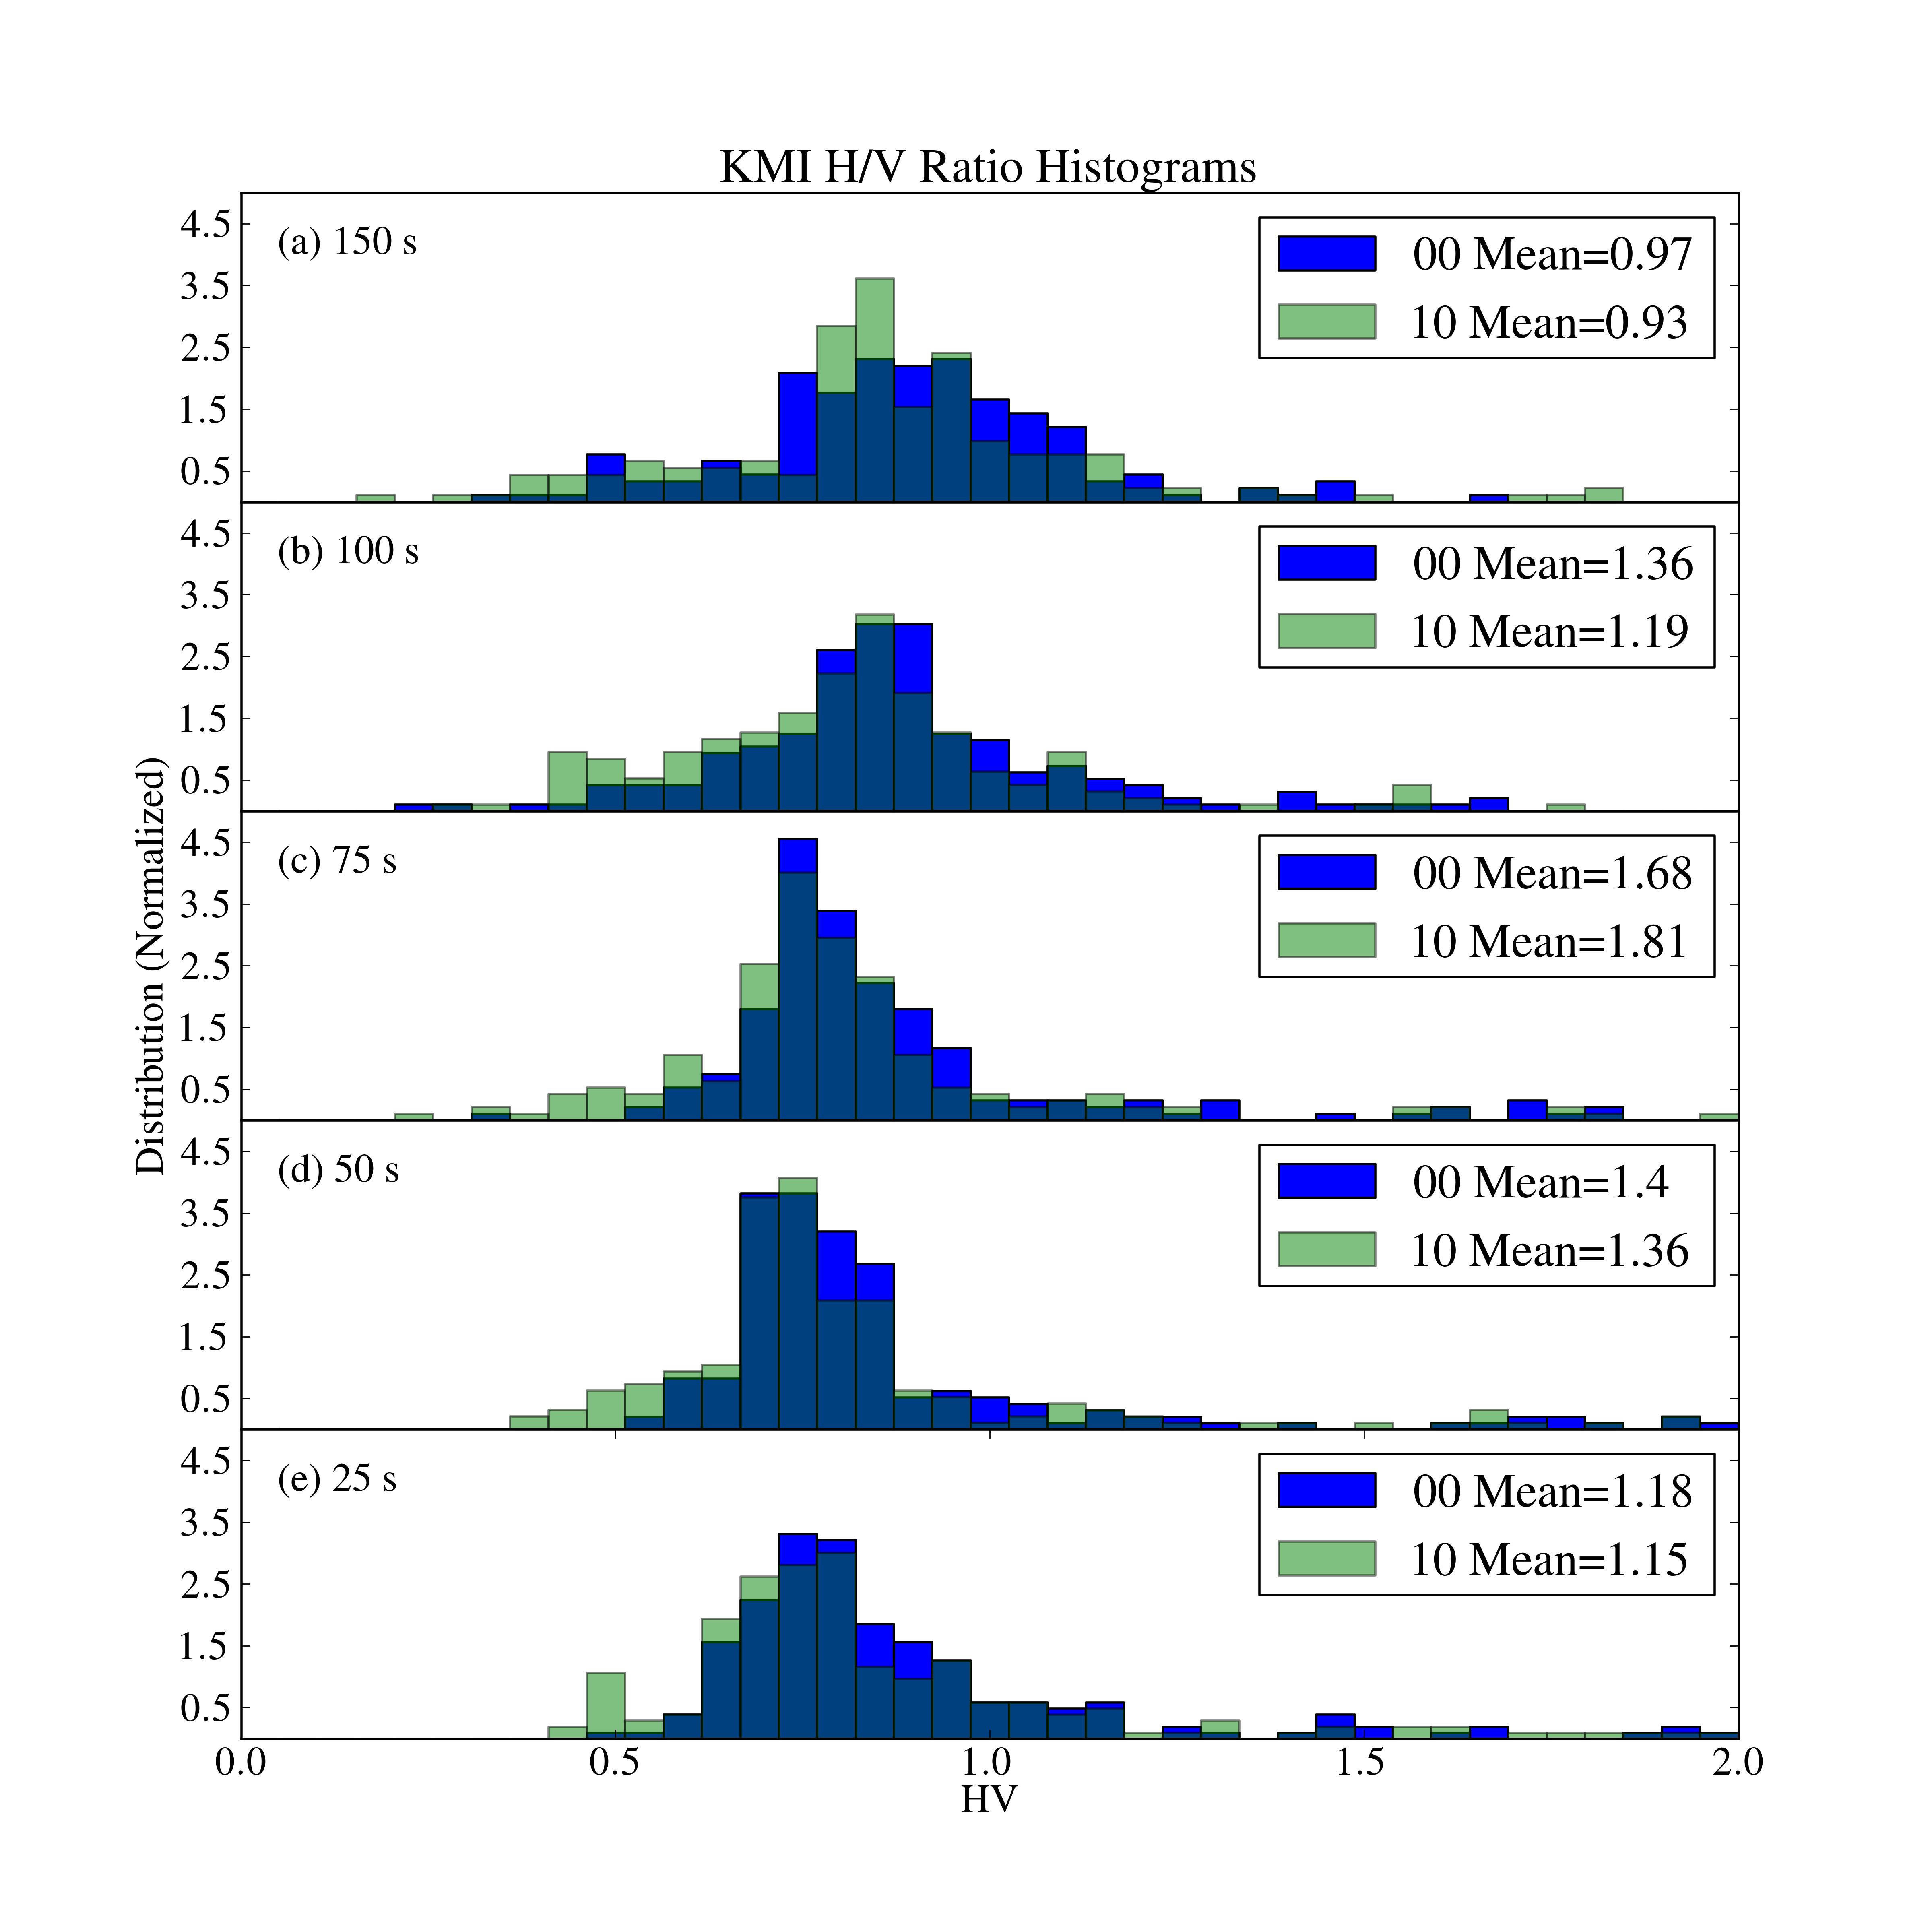 KMI H/V Ratio Histograms
Distribution (Normalized)
(a) 150 s
4.5
3.5
2.5
1.5
0.5
00 Mean=0.97
10 Mean=0.93
(b) 100 s
4.5
3.5
2.5
1.5
0.5
00 Mean=1.36
10 Mean=1.19
(c) 75 s
4.5
3.5
2.5
1.5
0.5
00 Mean=1.68
10 Mean=1.81
(d) 50 s
4.5
3.5
2.5
1.5
0.5
00 Mean=1.4
10 Mean=1.36
(e) 25 s
4.5
3.5
2.5
1.5
0.5
00 Mean=1.18
10 Mean=1.15
0.0 0.5 1.0 1.5 2.0
HV